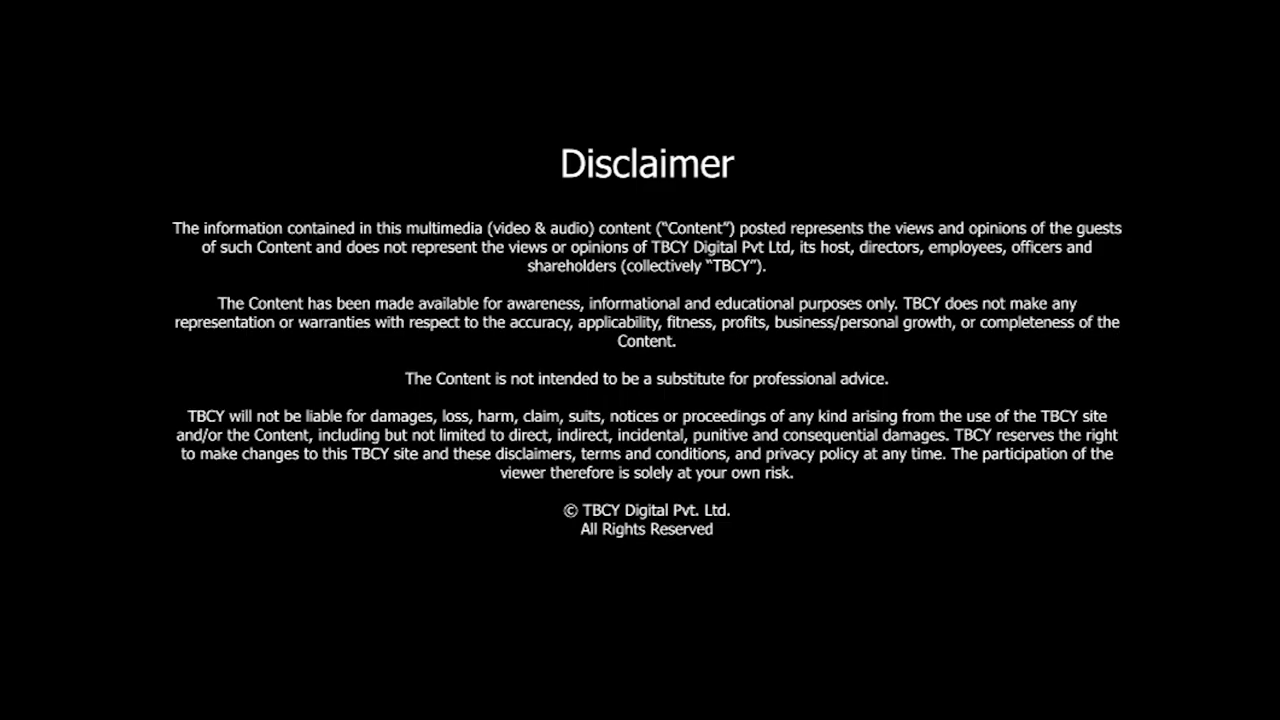 Disclaimer
The information contained in this multimedia (video & audio) content (“Content”) posted represents the views and opinions of the guests
of such Content and does not represent the views or opinions of TBCY Digital Pvt Ltd, its host, directors, employees, officers and
shareholders (collectively “TBCY”).
The Content has been made available for awareness, informational and educational purposes only. TBCY does not make any
representation or warranties with respect to the accuracy, applicability, fitness, profits, business/personal growth, or completeness of the
Content.
The Content is not intended to be a substitute for professional advice.
TBCY will not be liable for damages, loss, harm, claim, suits, notices or proceedings of any kind arising from the use of the TBCY site
and/or the Content, including but not limited to direct, indirect, incidental, punitive and consequential damages. TBCY reserves the right
to make changes to this TBCY site and these disclaimers, terms and conditions, and privacy policy at any time. The participation of the
viewer therefore is solely at your own risk.
© TBCY Digital Pvt. Ltd.
All Rights Reserved